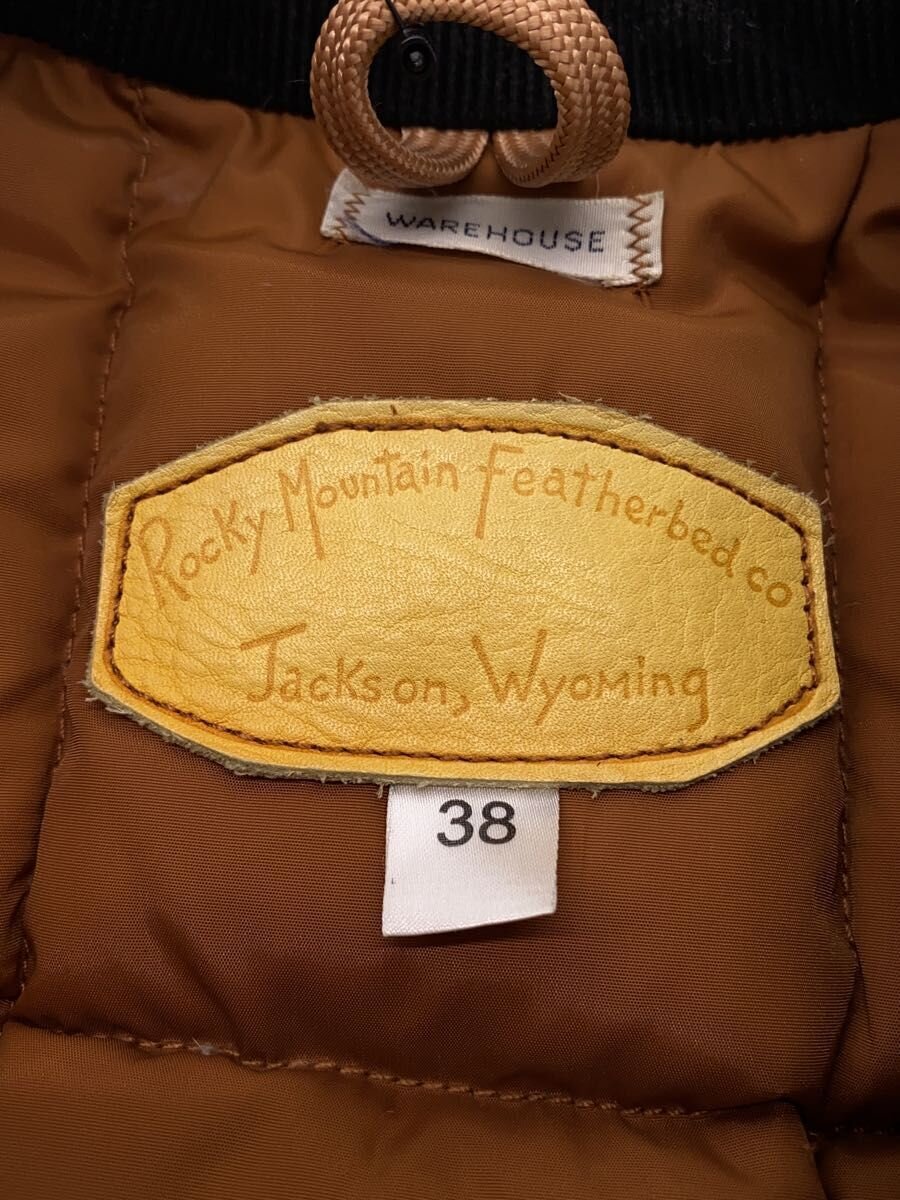 WAREHOUSE
Rocky Mountain Featherbed co
Jackson, Wyoming
38